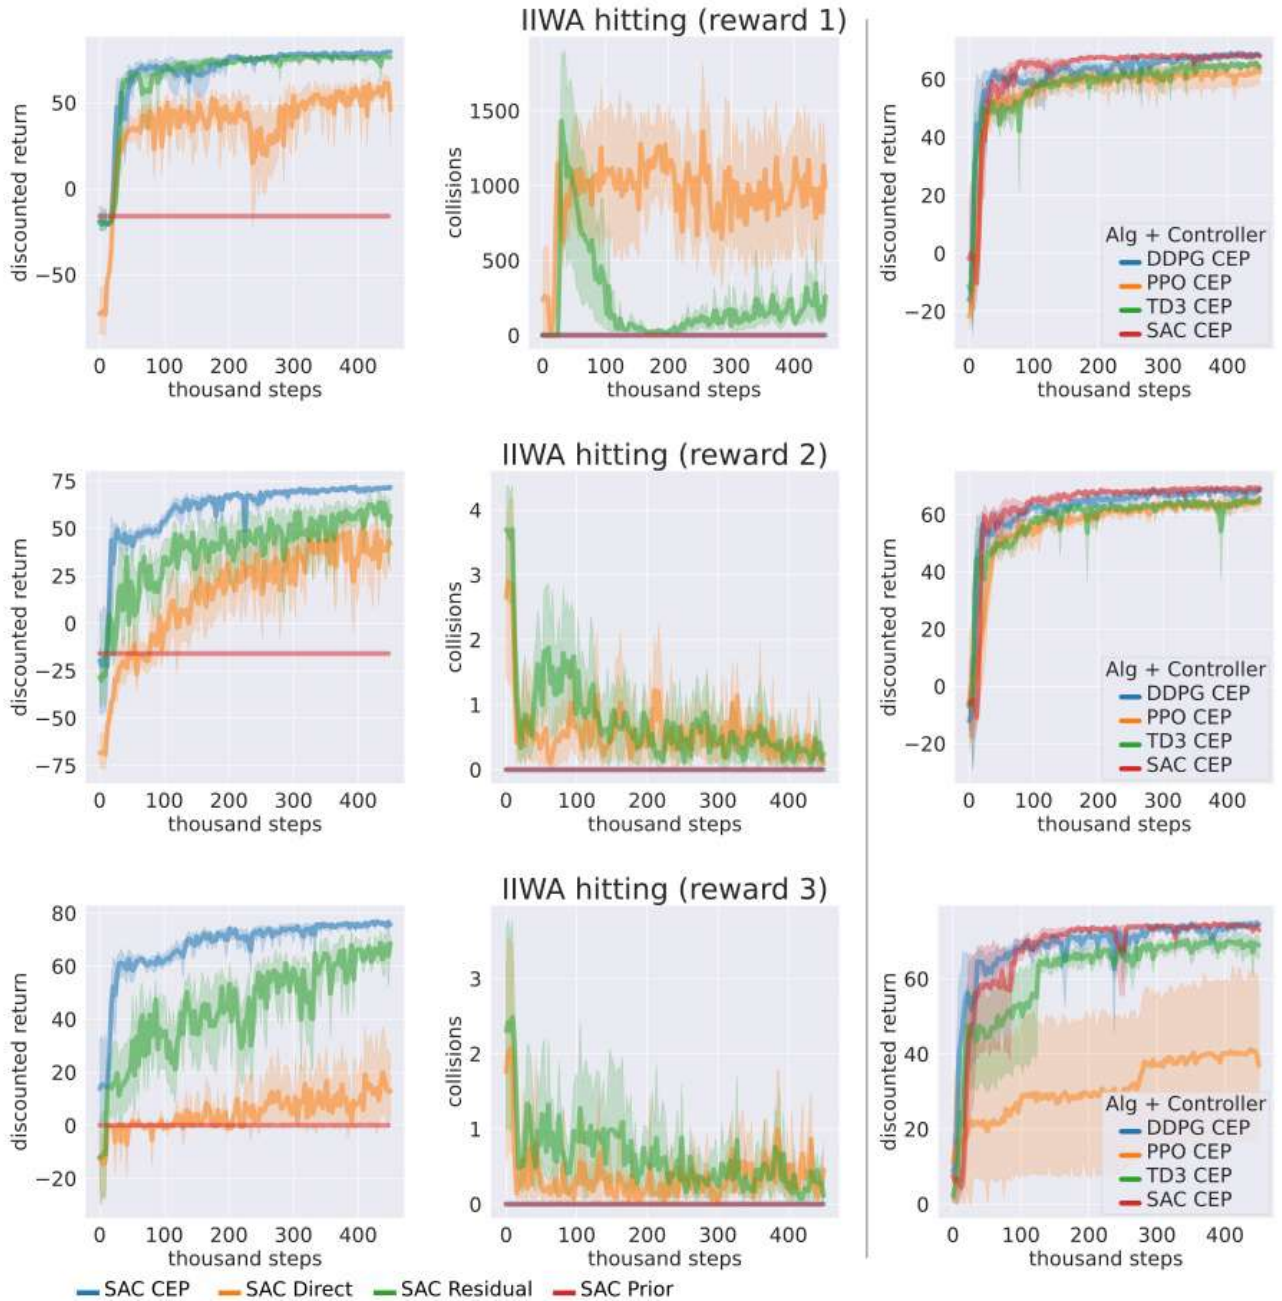 IIWA hitting (reward 1)
discounted return
50
0
−50
0 100 200 300 400
thousand steps
collisions
1500
1000
500
0
0 100 200 300 400
thousand steps
discounted return
60
40
20
0
−20
Alg + Controller
DDPG CEP
PPO CEP
TD3 CEP
SAC CEP
0 100 200 300 400
thousand steps
IIWA hitting (reward 2)
discounted return
75
50
25
0
−25
−50
−75
0 100 200 300 400
thousand steps
collisions
4
3
2
1
0
0 100 200 300 400
thousand steps
discounted return
60
40
20
0
−20
Alg + Controller
DDPG CEP
PPO CEP
TD3 CEP
SAC CEP
0 100 200 300 400
thousand steps
IIWA hitting (reward 3)
discounted return
80
60
40
20
0
−20
0 100 200 300 400
thousand steps
collisions
3
2
1
0
0 100 200 300 400
thousand steps
discounted return
60
40
20
0
Alg + Controller
DDPG CEP
PPO CEP
TD3 CEP
SAC CEP
0 100 200 300 400
thousand steps
SAC CEP SAC Direct SAC Residual SAC Prior